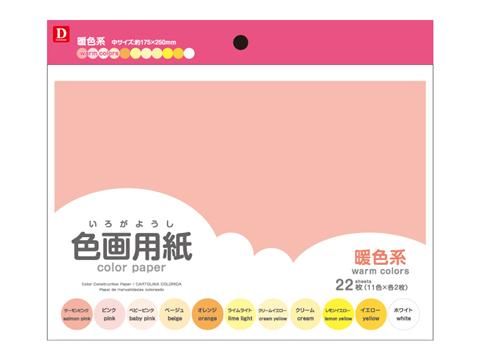 D
暖色系 中サイズ:約175×250mm
warm colors
いろがようし
色画用紙
color paper
Color Construction Paper / CARTOLINA COLORIDA
Papel de manualidades coloreado
暖色系
warm colors
22 sheets 枚(11色×各2枚)
サーモンピンク salmon pink
ピンク pink
ベビーピンク baby pink
ベージュ beige
オレンジ orange
ライムライト lime light
クリームイエロー cream yellow
クリーム cream
レモンイエロー lemon yellow
イエロー yellow
ホワイト white